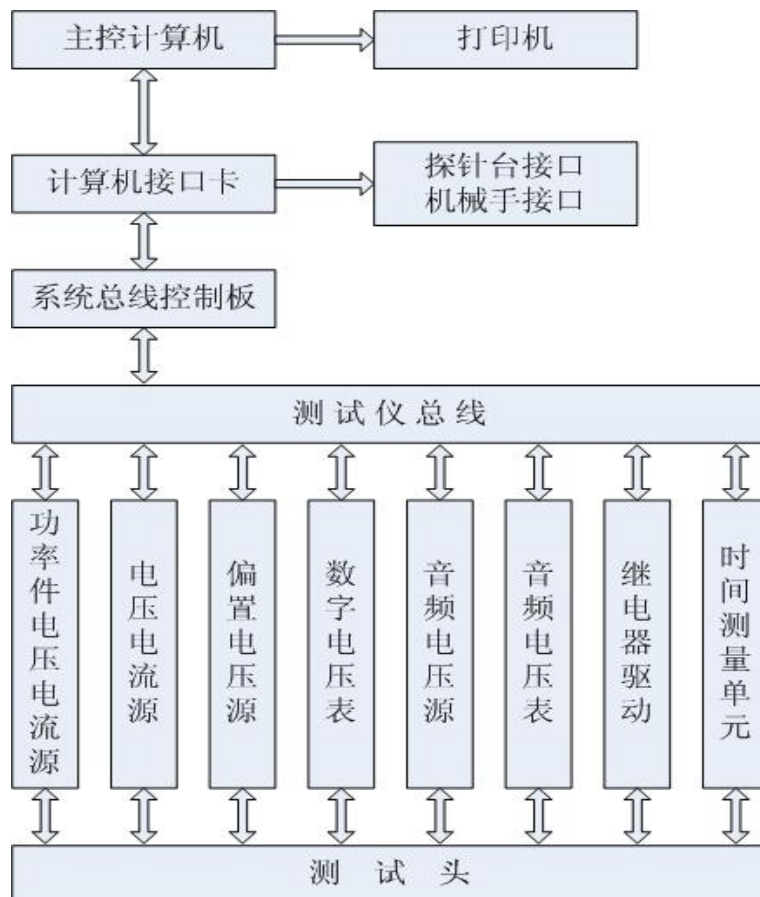 主控计算机
打印机
计算机接口卡
探针台接口
机械手接口
系统总线控制板
测试仪总线
功率件电压电流源
电压电流源
偏置电压源
数字电压表
音频电压源
音频电压表
继电器驱动
时间测量单元
测试头